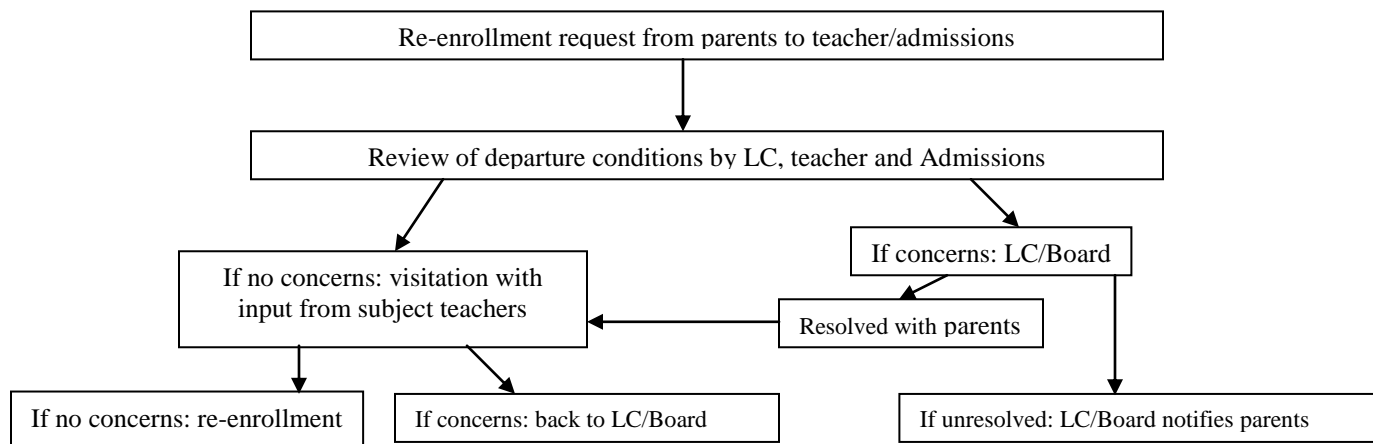 Re-enrollment request from parents to teacher/admissions
Review of departure conditions by LC, teacher and Admissions
If no concerns: visitation with
input from subject teachers
If concerns: LC/Board
Resolved with parents
If no concerns: re-enrollment
If concerns: back to LC/Board
If unresolved: LC/Board notifies parents